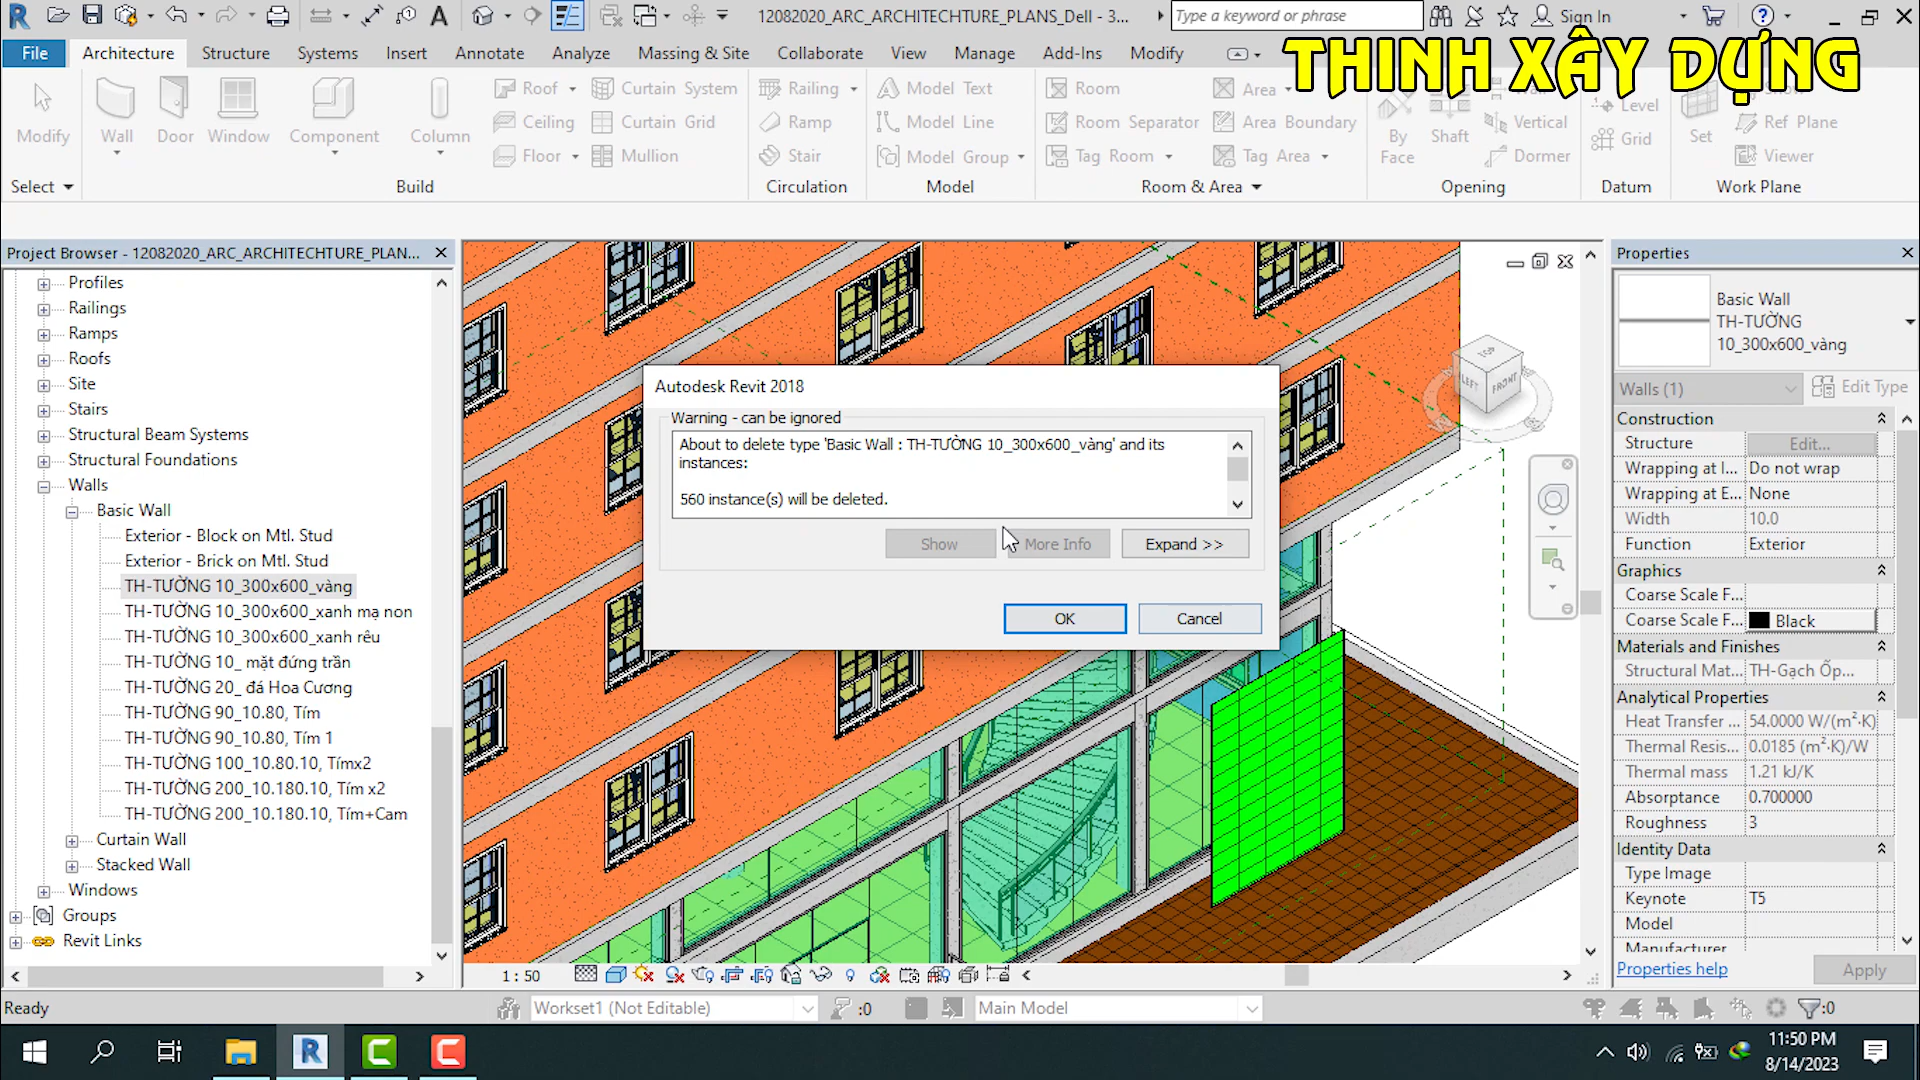 12082020_ARC_ARCHITECHTURE_PLANS_Dell - 3...
Type a keyword or phrase
Sign In
THINH XÂY DỰNG
File
Architecture
Structure
Systems
Insert
Annotate
Analyze
Massing & Site
Collaborate
View
Manage
Add-Ins
Modify
Modify
Wall
Door
Window
Component
Column
Roof
Ceiling
Floor
Curtain System
Curtain Grid
Mullion
Railing
Ramp
Stair
Model Text
Model Line
Model Group
Room
Room Separator
Tag Room
Area
Area Boundary
Tag Area
By Face
Shaft
Vertical
Dormer
Level
Grid
Set
Ref Plane
Viewer
Select
Build
Circulation
Model
Room & Area
Opening
Datum
Work Plane
Project Browser - 12082020_ARC_ARCHITECHTURE_PLAN...
Profiles
Railings
Ramps
Roofs
Site
Stairs
Structural Beam Systems
Structural Foundations
Walls
Basic Wall
Exterior - Block on Mtl. Stud
Exterior - Brick on Mtl. Stud
TH-TƯỜNG 10_300x600_vàng
TH-TƯỜNG 10_300x600_xanh mạ non
TH-TƯỜNG 10_300x600_xanh rêu
TH-TƯỜNG 10_ mặt đứng trần
TH-TƯỜNG 20_ đá Hoa Cương
TH-TƯỜNG 90_10.80, Tím
TH-TƯỜNG 90_10.80, Tím 1
TH-TƯỜNG 100_10.80.10, Tímx2
TH-TƯỜNG 200_10.180.10, Tím x2
TH-TƯỜNG 200_10.180.10, Tím+Cam
Curtain Wall
Stacked Wall
Windows
Groups
Revit Links
Autodesk Revit 2018
Warning - can be ignored
About to delete type 'Basic Wall : TH-TƯỜNG 10_300x600_vàng' and its
instances:
560 instance(s) will be deleted.
Show
More Info
Expand >>
OK
Cancel
TOP
LEFT
FRONT
Properties
Basic Wall
TH-TƯỜNG
10_300x600_vàng
Walls (1)
Edit Type
Construction
Structure
Edit...
Wrapping at I... Do not wrap
Wrapping at E... None
Width 10.0
Function Exterior
Graphics
Coarse Scale F...
Coarse Scale F... Black
Materials and Finishes
Structural Mat... TH-Gạch Ốp...
Analytical Properties
Heat Transfer ... 54.0000 W/(m²·K)
Thermal Resis... 0.0185 (m²·K)/W
Thermal mass 1.21 kJ/K
Absorptance 0.700000
Roughness 3
Identity Data
Type Image
Keynote T5
Model
Manufacturer
Properties help
Apply
1 : 50
Ready
Workset1 (Not Editable)
:0
Main Model
:0
11:50 PM
8/14/2023